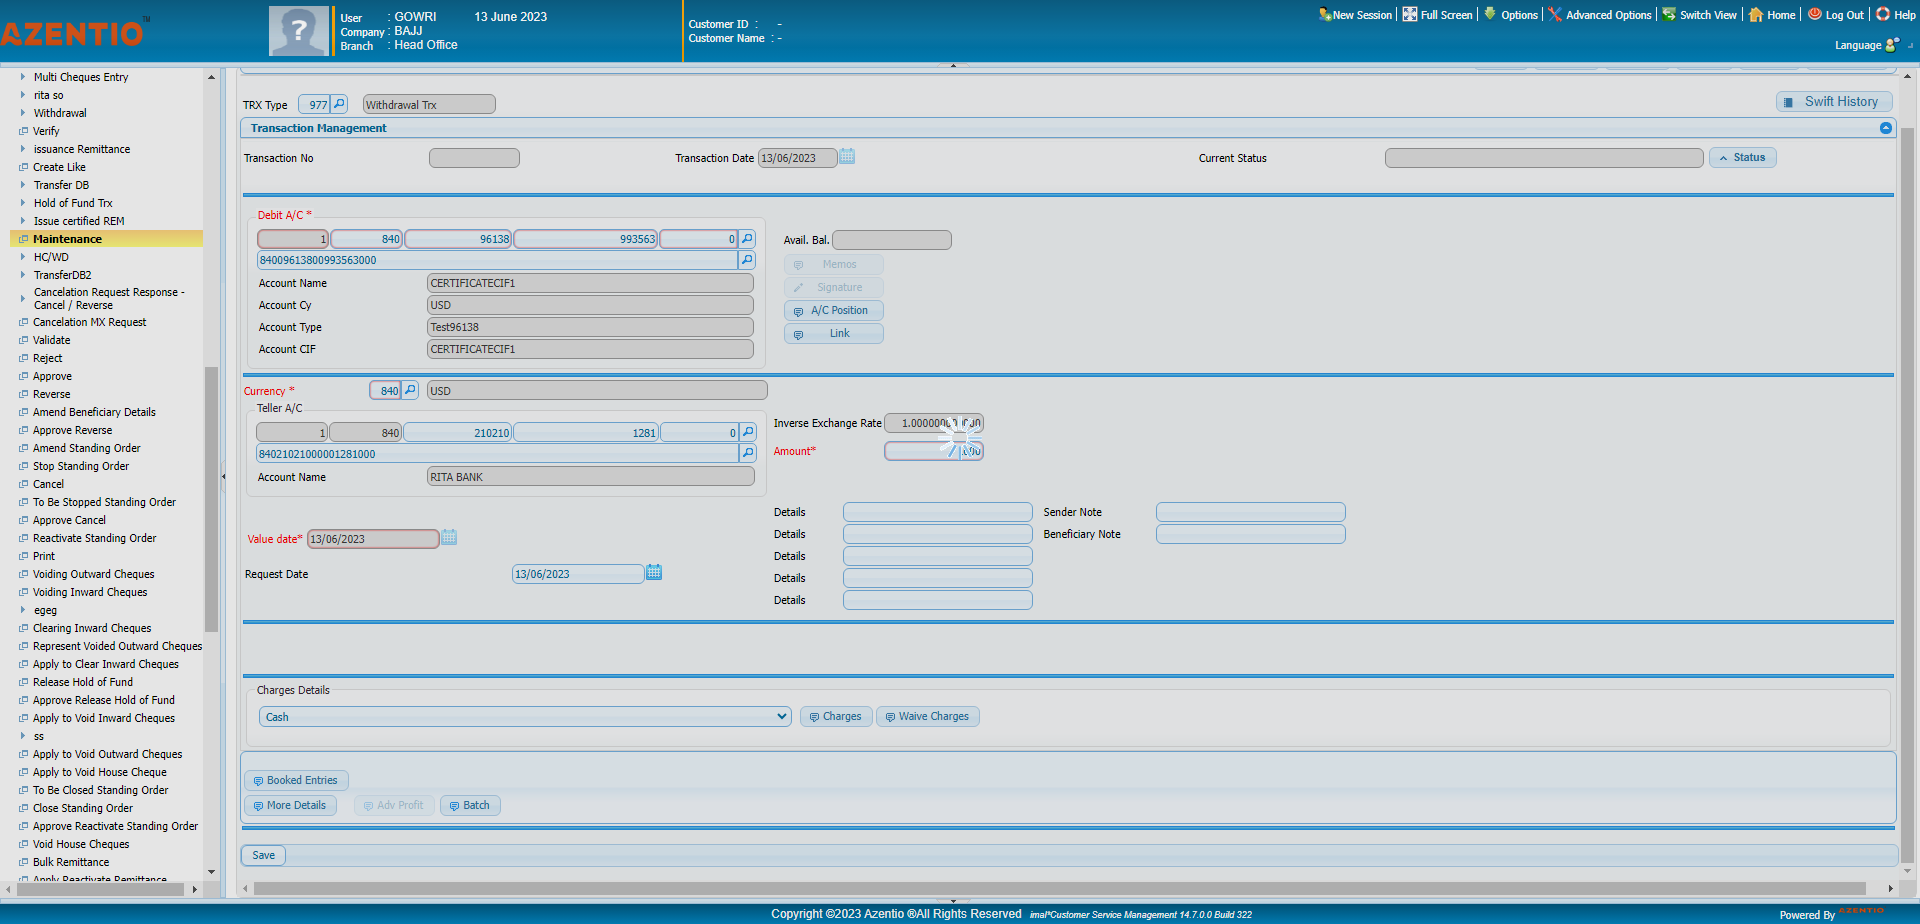 AZENTIO™
User : GOWRI 13 June 2023
Company : BAJJ
Branch : Head Office
Customer ID : -
Customer Name : -
New Session
Full Screen
Options
Advanced Options
Switch View
Home
Log Out
Help
Language
Multi Cheques Entry
rita so
Withdrawal
Verify
issuance Remittance
Create Like
Transfer DB
Hold of Fund Trx
Issue certified REM
Maintenance
HC/WD
TransferDB2
Cancelation Request Response -
Cancel / Reverse
Cancelation MX Request
Validate
Reject
Approve
Reverse
Amend Beneficiary Details
Approve Reverse
Amend Standing Order
Stop Standing Order
Cancel
To Be Stopped Standing Order
Approve Cancel
Reactivate Standing Order
Print
Voiding Outward Cheques
Voiding Inward Cheques
egeg
Clearing Inward Cheques
Represent Voided Outward Cheques
Apply to Clear Inward Cheques
Release Hold of Fund
Approve Release Hold of Fund
Apply to Void Inward Cheques
ss
Apply to Void Outward Cheques
Apply to Void House Cheque
To Be Closed Standing Order
Close Standing Order
Approve Reactivate Standing Order
Void House Cheques
Bulk Remittance
Apply Reactivate Remittance
TRX Type 977 Withdrawal Trx
Swift History
Transaction Management
Transaction No
Transaction Date 13/06/2023
Current Status
Status
Debit A/C *
1 840 96138 993563 0
84009613800993563000
Account Name CERTIFICATECIF1
Account Cy USD
Account Type Test96138
Account CIF CERTIFICATECIF1
Avail. Bal.
Memos
Signature
A/C Position
Link
Currency * 840 USD
Teller A/C
1 840 210210 1281 0
84021021000001281000
Account Name RITA BANK
Inverse Exchange Rate
Amount*
Value date* 13/06/2023
Request Date 13/06/2023
Details
Details
Details
Details
Details
Sender Note
Beneficiary Note
Charges Details
Cash
Charges
Waive Charges
Booked Entries
More Details
Adv Profit
Batch
Save
Copyright ©2023 Azentio ®All Rights Reserved imal*Customer Service Management 14.7.0.0 Build 322
Powered By AZENTIO